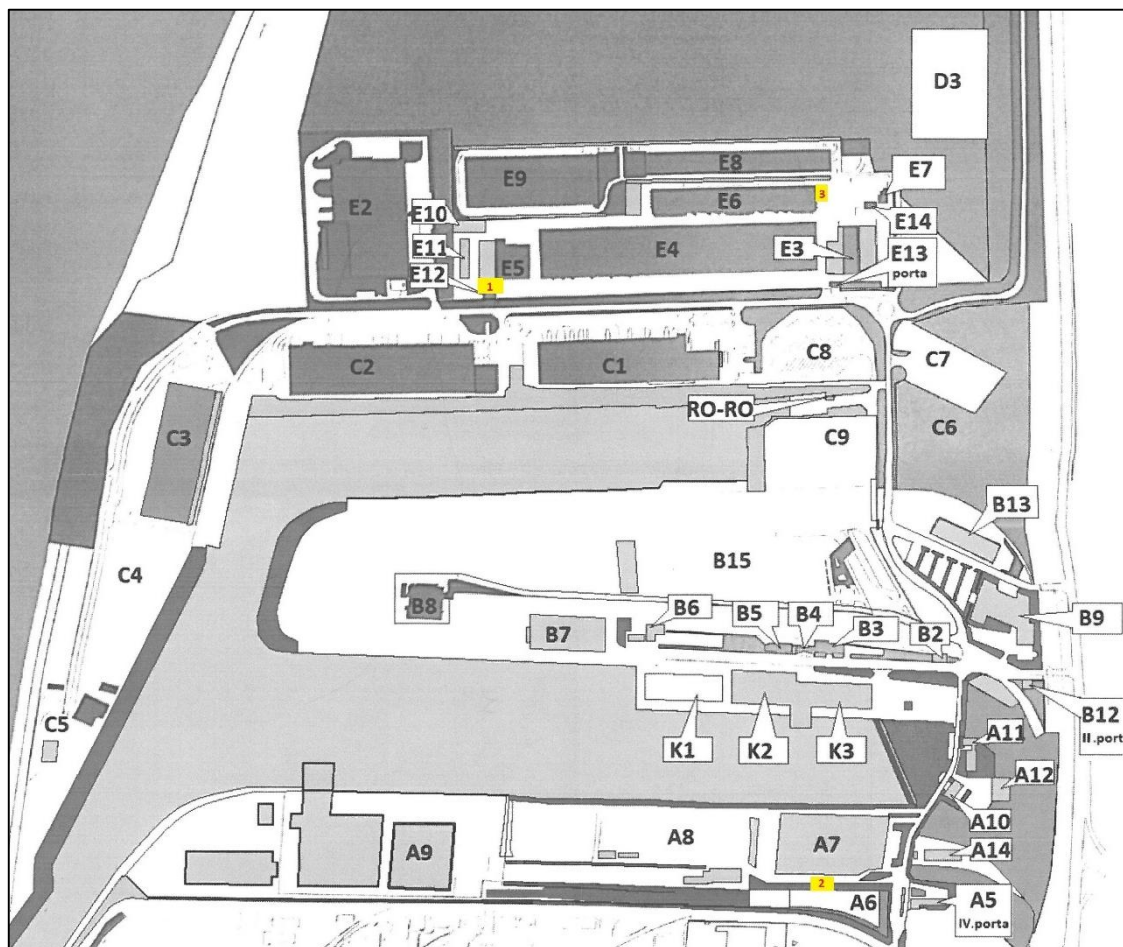 D3
E8
E7
E9
E2
E6
3
E10
E14
E11
E4
E3
E13
porta
E5
E12
1
C2
C1
C8
C7
RO-RO
C6
C3
C9
B13
C4
B15
B8
B6
B5
B4
B3
B2
B9
B7
C5
K1
K2
K3
B12
II.port
A11
A12
A10
A9
A8
A7
A14
2
A6
A5
IV.porta